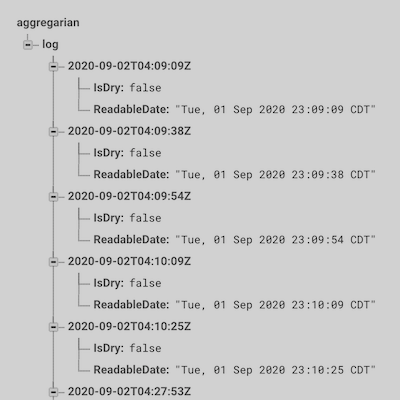 aggregarian
log
2020-09-02T04:09:09Z
IsDry: false
ReadableDate: "Tue, 01 Sep 2020 23:09:09 CDT"
2020-09-02T04:09:38Z
IsDry: false
ReadableDate: "Tue, 01 Sep 2020 23:09:38 CDT"
2020-09-02T04:09:54Z
IsDry: false
ReadableDate: "Tue, 01 Sep 2020 23:09:54 CDT"
2020-09-02T04:10:09Z
IsDry: false
ReadableDate: "Tue, 01 Sep 2020 23:10:09 CDT"
2020-09-02T04:10:25Z
IsDry: false
ReadableDate: "Tue, 01 Sep 2020 23:10:25 CDT"
2020-09-02T04:27:53Z